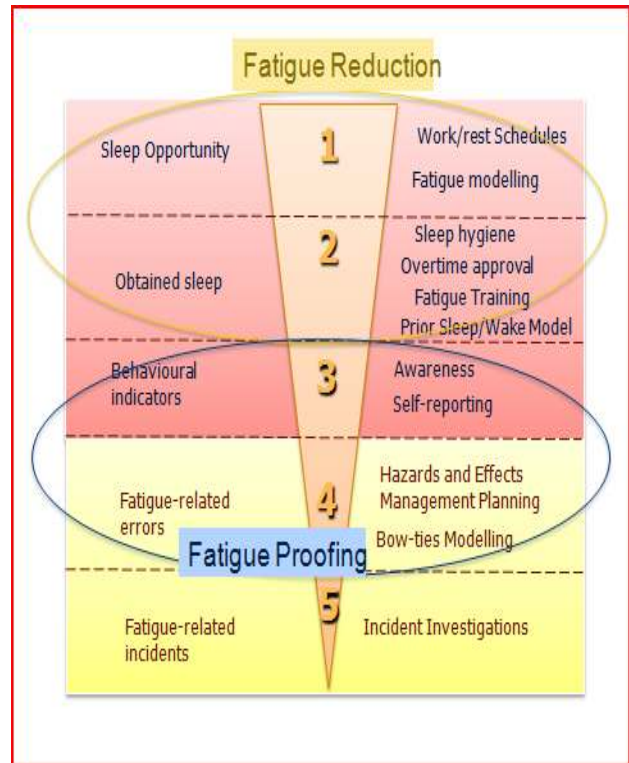 Fatigue Reduction
Sleep Opportunity
1
Work/rest Schedules
Fatigue modelling
Obtained sleep
2
Sleep hygiene
Overtime approval
Fatigue Training
Prior Sleep/Wake Model
Behavioural
indicators
3
Awareness
Self-reporting
Fatigue-related
errors
4
Hazards and Effects
Management Planning
Bow-ties Modelling
Fatigue Proofing
Fatigue-related
incidents
5
Incident Investigations